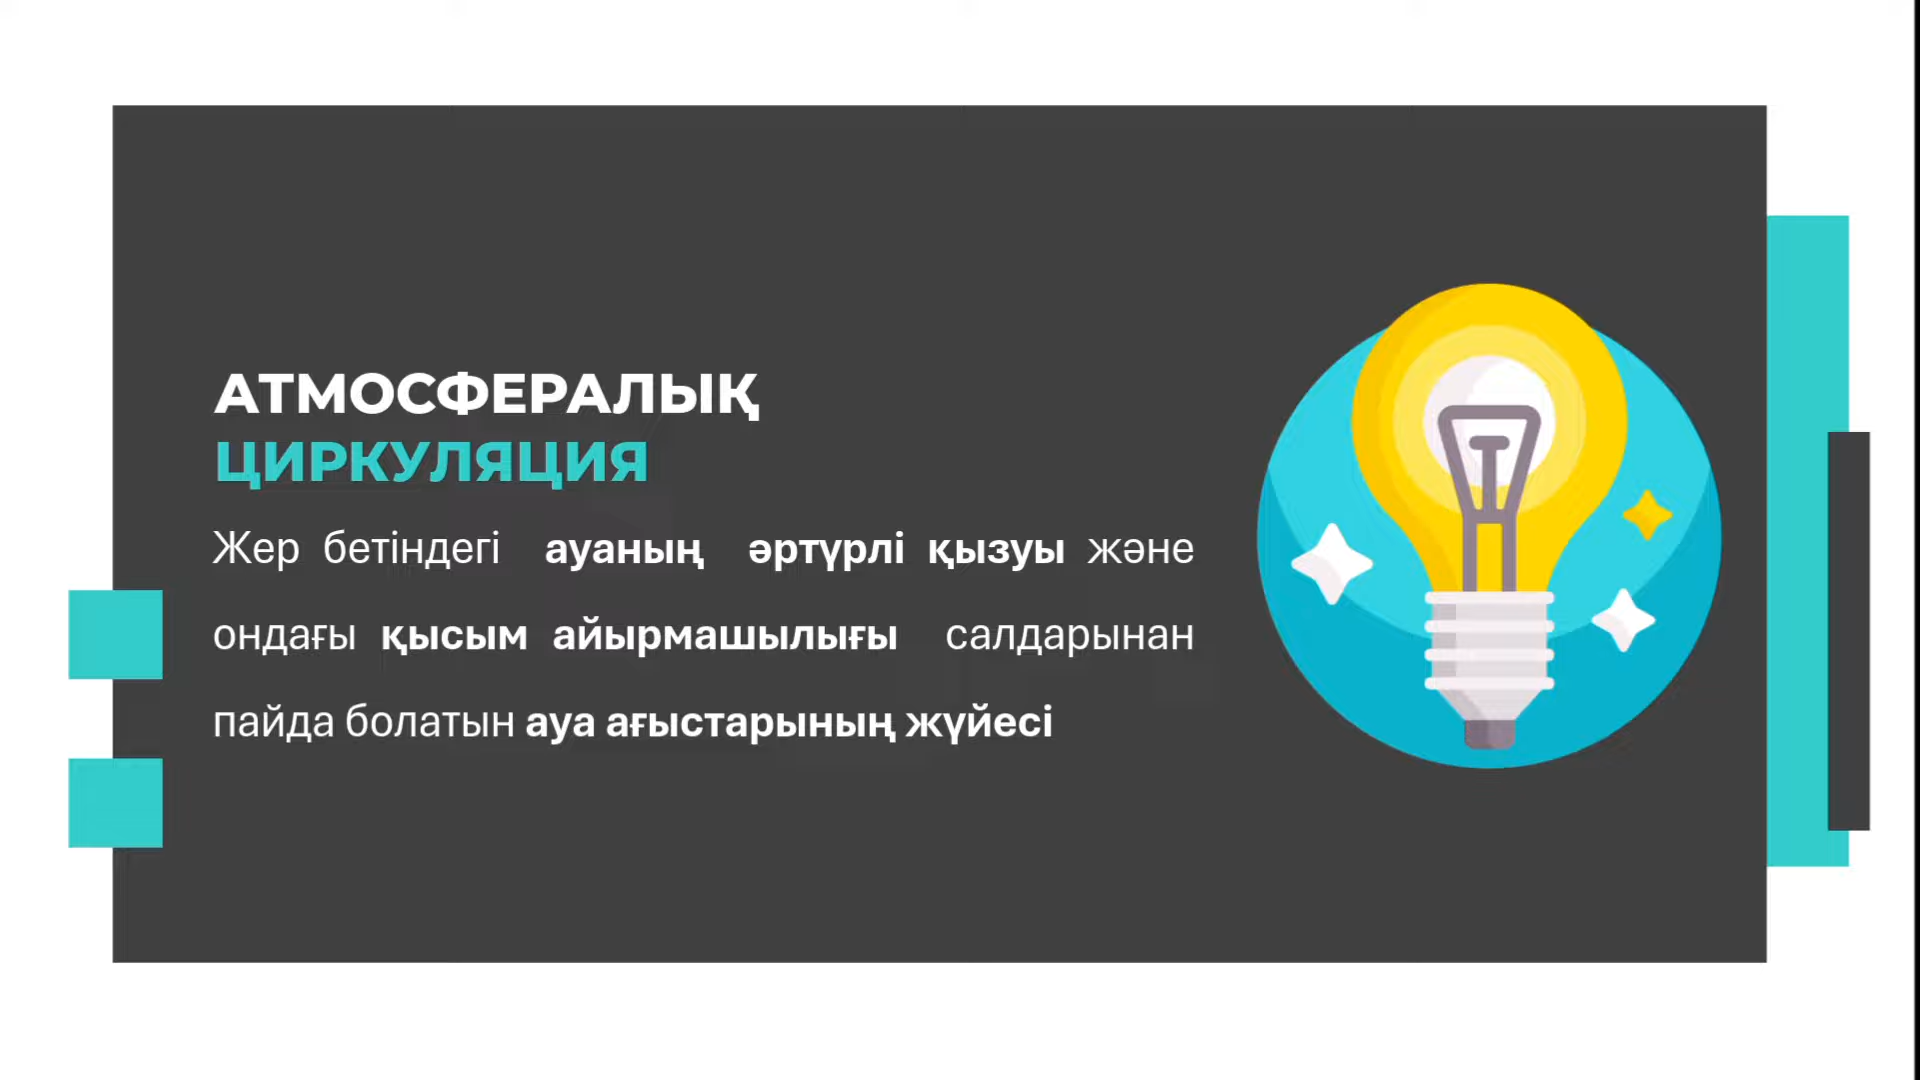 АТМОСФЕРАЛЫҚ
ЦИРКУЛЯЦИЯ
Жер бетіндегі ауаның әртүрлі қызуы және
ондағы қысым айырмашылығы салдарынан
пайда болатын ауа ағыстарының жүйесі